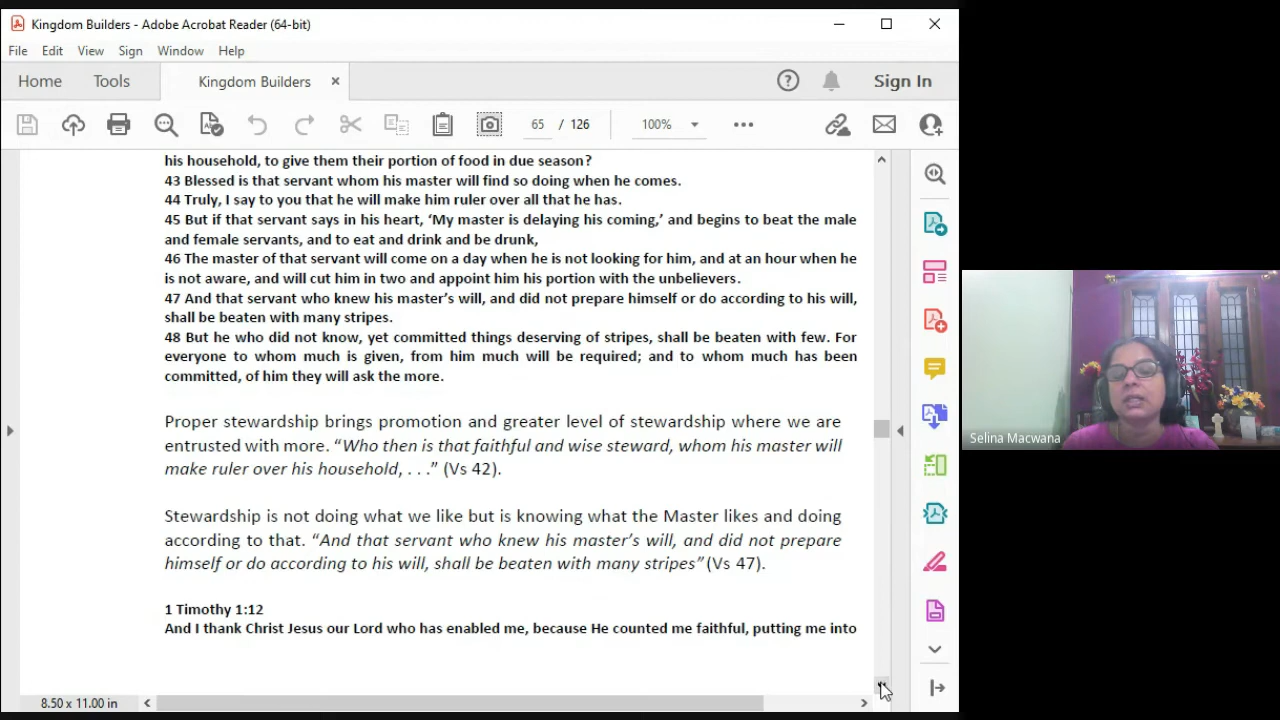 Kingdom Builders - Adobe Acrobat Reader (64-bit)
File Edit View Sign Window Help
Home Tools Kingdom Builders × Sign In
65 / 126 100%
his household, to give them their portion of food in due season?
43 Blessed is that servant whom his master will find so doing when he comes.
44 Truly, I say to you that he will make him ruler over all that he has.
45 But if that servant says in his heart, ‘My master is delaying his coming,’ and begins to beat the male
and female servants, and to eat and drink and be drunk,
46 The master of that servant will come on a day when he is not looking for him, and at an hour when he
is not aware, and will cut him in two and appoint him his portion with the unbelievers.
47 And that servant who knew his master’s will, and did not prepare himself or do according to his will,
shall be beaten with many stripes.
48 But he who did not know, yet committed things deserving of stripes, shall be beaten with few. For
everyone to whom much is given, from him much will be required; and to whom much has been
committed, of him they will ask the more.
Proper stewardship brings promotion and greater level of stewardship where we are
entrusted with more. “Who then is that faithful and wise steward, whom his master will
make ruler over his household, . . .” (Vs 42).
Stewardship is not doing what we like but is knowing what the Master likes and doing
according to that. “And that servant who knew his master’s will, and did not prepare
himself or do according to his will, shall be beaten with many stripes” (Vs 47).
1 Timothy 1:12
And I thank Christ Jesus our Lord who has enabled me, because He counted me faithful, putting me into
8.50 x 11.00 in
Selina Macwana